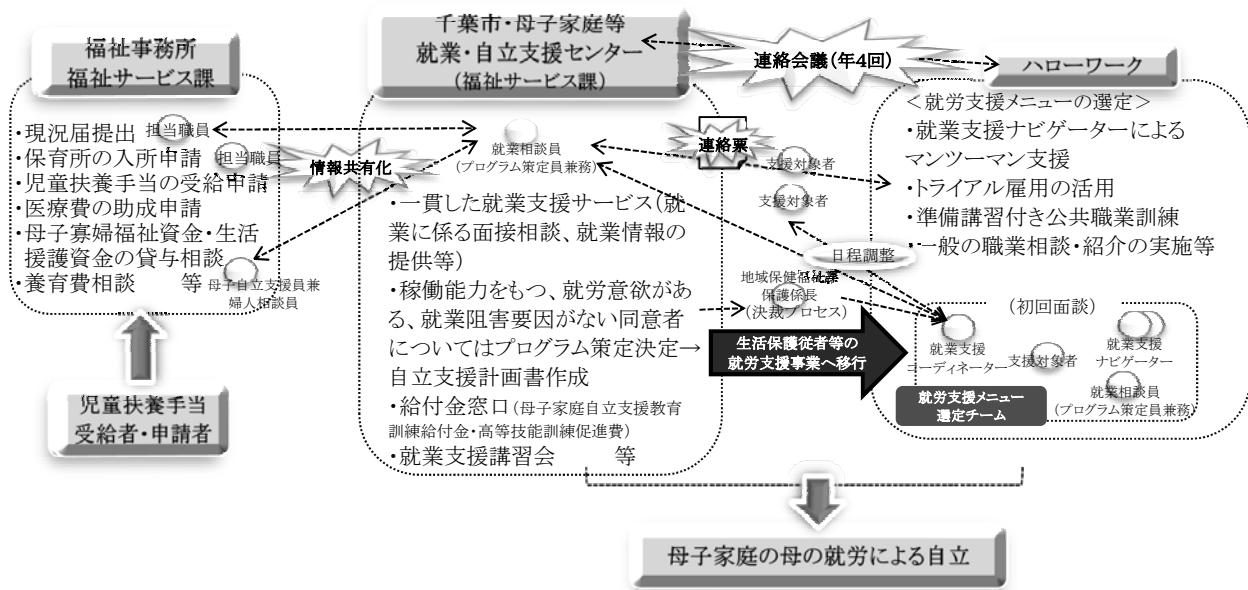 福祉事務所
福祉サービス課
・現況届提出
担当職員
・保育所の入所申請
担当職員
・児童扶養手当の受給申請
・医療費の助成申請
・母子寡婦福祉資金・生活
援護資金の貸与相談
・養育費相談　　等
母子自立支援員兼
婦人相談員
児童扶養手当
受給者・申請者
情報共有化
千葉市・母子家庭等
就業・自立支援センター
(福祉サービス課)
就業相談員
(プログラム策定員兼務)
・一貫した就業支援サービス(就
業に係る面接相談、就業情報の
提供等)
・稼働能力をもつ、就労意欲があ
る、就業阻害要因がない同意者
についてはプログラム策定決定→
自立支援計画書作成
・給付金窓口(母子家庭自立支援教育
訓練給付金・高等技能訓練促進費)
・就業支援講習会　　等
連絡会議(年4回)
連絡票
支援対象者
支援対象者
日程調整
地域保健福祉課
保護係長
(決裁プロセス)
生活保護従者等の
就労支援事業へ移行
ハローワーク
＜就労支援メニューの選定＞
・就業支援ナビゲーターによる
マンツーマン支援
・トライアル雇用の活用
・準備講習付き公共職業訓練
・一般の職業相談・紹介の実施等
(初回面談)
就業支援
コーディネーター
支援対象者
就業支援
ナビゲーター
就業相談員
(プログラム策定員兼務)
就労支援メニュー
選定チーム
母子家庭の母の就労による自立